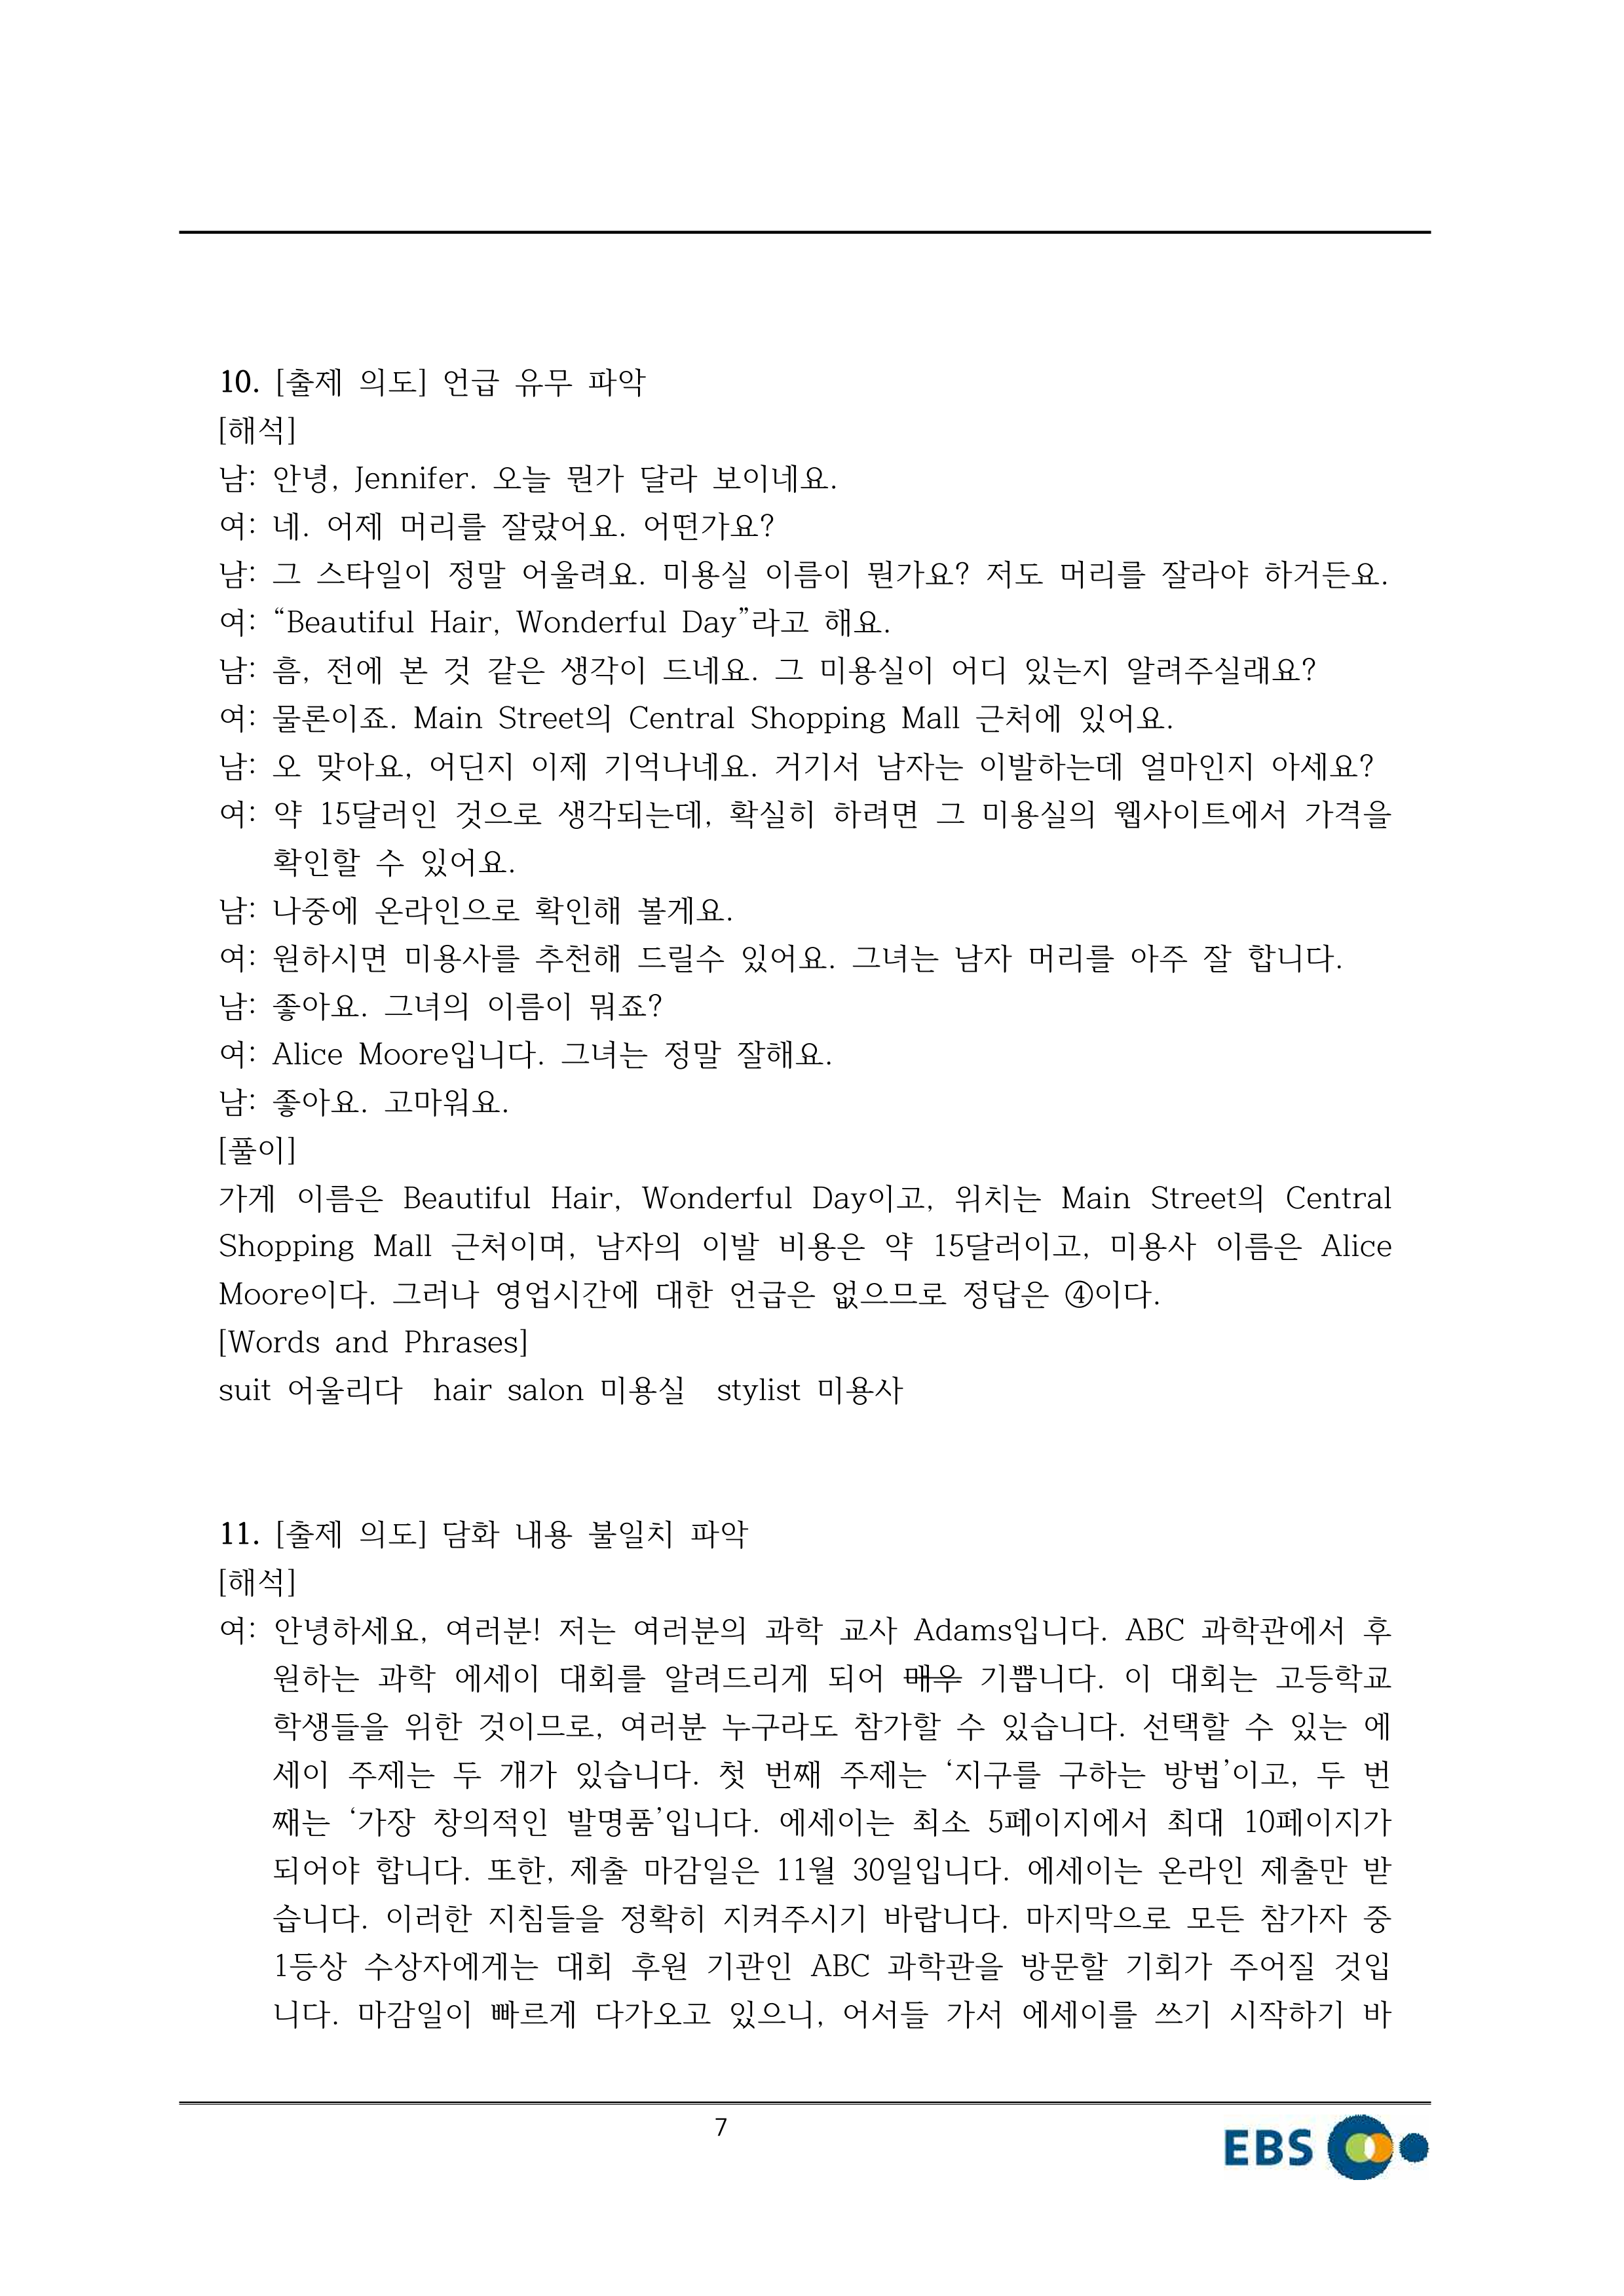 10. [출제 의도] 언급 유무 파악
[해석]
남: 안녕, Jennifer. 오늘 뭔가 달라 보이네요.
여: 네. 어제 머리를 잘랐어요. 어떤가요?
남: 그 스타일이 정말 어울려요. 미용실 이름이 뭔가요? 저도 머리를 잘라야 하거든요.
여: “Beautiful Hair, Wonderful Day”라고 해요.
남: 흠, 전에 본 것 같은 생각이 드네요. 그 미용실이 어디 있는지 알려주실래요?
여: 물론이죠. Main Street의 Central Shopping Mall 근처에 있어요.
남: 오 맞아요, 어딘지 이제 기억나네요. 거기서 남자는 이발하는데 얼마인지 아세요?
여: 약 15달러인 것으로 생각되는데, 확실히 하려면 그 미용실의 웹사이트에서 가격을
확인할 수 있어요.
남: 나중에 온라인으로 확인해 볼게요.
여: 원하시면 미용사를 추천해 드릴수 있어요. 그녀는 남자 머리를 아주 잘 합니다.
남: 좋아요. 그녀의 이름이 뭐죠?
여: Alice Moore입니다. 그녀는 정말 잘해요.
남: 좋아요. 고마워요.
[풀이]
가게 이름은 Beautiful Hair, Wonderful Day이고, 위치는 Main Street의 Central
Shopping Mall 근처이며, 남자의 이발 비용은 약 15달러이고, 미용사 이름은 Alice
Moore이다. 그러나 영업시간에 대한 언급은 없으므로 정답은 ④이다.
[Words and Phrases]
suit 어울리다 hair salon 미용실 stylist 미용사
11. [출제 의도] 담화 내용 불일치 파악
[해석]
여: 안녕하세요, 여러분! 저는 여러분의 과학 교사 Adams입니다. ABC 과학관에서 후
원하는 과학 에세이 대회를 알려드리게 되어 매우 기쁩니다. 이 대회는 고등학교
학생들을 위한 것이므로, 여러분 누구라도 참가할 수 있습니다. 선택할 수 있는 에
세이 주제는 두 개가 있습니다. 첫 번째 주제는 ‘지구를 구하는 방법’이고, 두 번
째는 ‘가장 창의적인 발명품’입니다. 에세이는 최소 5페이지에서 최대 10페이지가
되어야 합니다. 또한, 제출 마감일은 11월 30일입니다. 에세이는 온라인 제출만 받
습니다. 이러한 지침들을 정확히 지켜주시기 바랍니다. 마지막으로 모든 참가자 중
1등상 수상자에게는 대회 후원 기관인 ABC 과학관을 방문할 기회가 주어질 것입
니다. 마감일이 빠르게 다가오고 있으니, 어서들 가서 에세이를 쓰기 시작하기 바
7
EBS